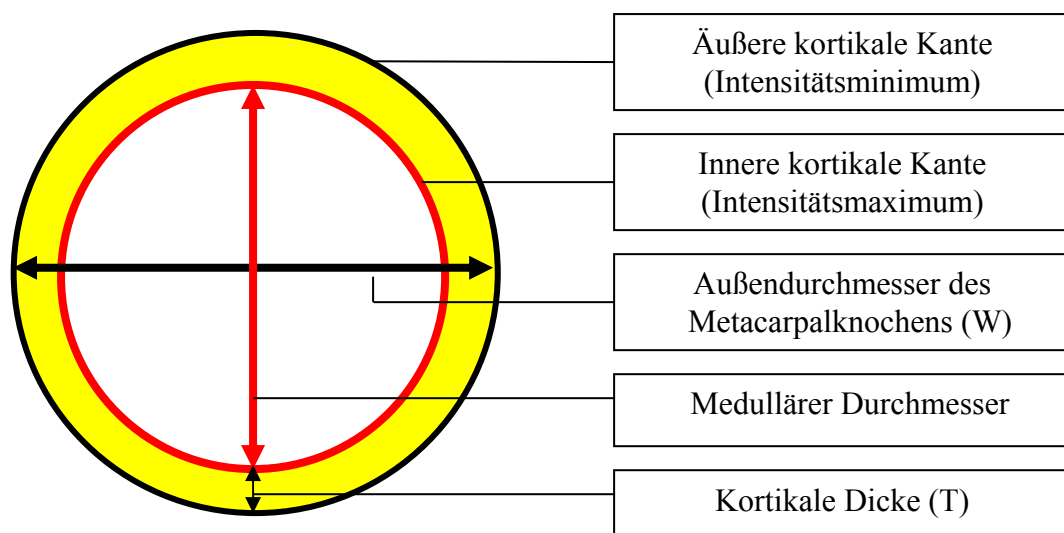 Äußere kortikale Kante
(Intensitätsminimum)
Innere kortikale Kante
(Intensitätsmaximum)
Außendurchmesser des
Metacarpalknochens (W)
Medullärer Durchmesser
Kortikale Dicke (T)